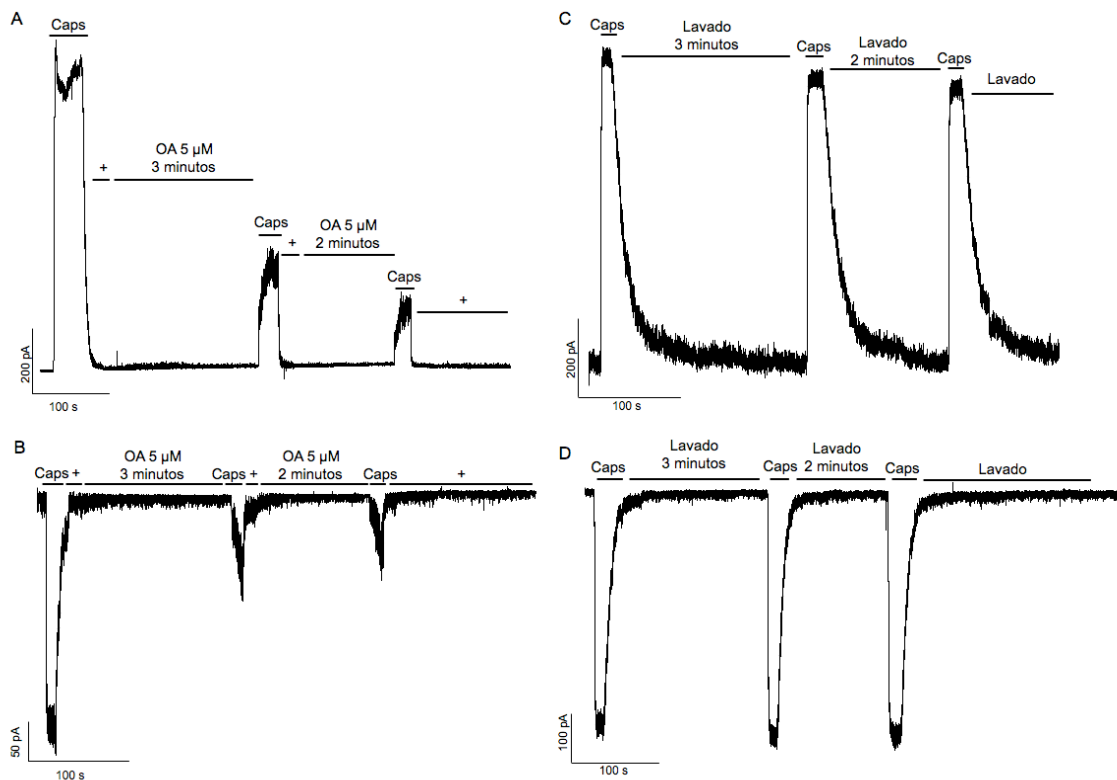 A
Caps
+
OA 5 µM
3 minutos
Caps
+
OA 5 µM
2 minutos
Caps
+
200 pA
100 s
C
Caps
Lavado
3 minutos
Caps
Lavado
2 minutos
Caps
Lavado
200 pA
100 s
B
Caps +
OA 5 µM
3 minutos
Caps +
OA 5 µM
2 minutos
Caps
+
50 pA
100 s
D
Caps
Lavado
3 minutos
Caps
Lavado
2 minutos
Caps
Lavado
100 pA
100 s